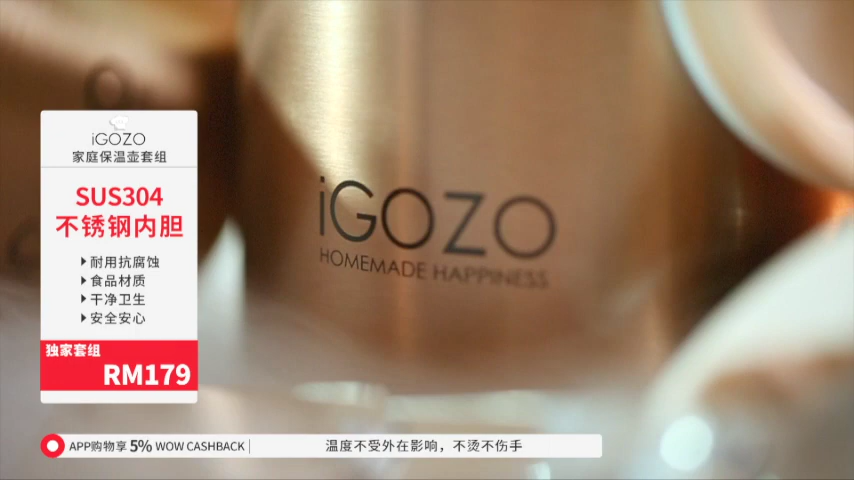 iGOZO
家庭保温壶套组
SUS304
不锈钢内胆
耐用抗腐蚀
食品材质
干净卫生
安全安心
独家套组
RM179
iGOZO
HOMEMADE HAPPINESS
APP购物享5% WOW CASHBACK
温度不受外在影响，不烫不伤手